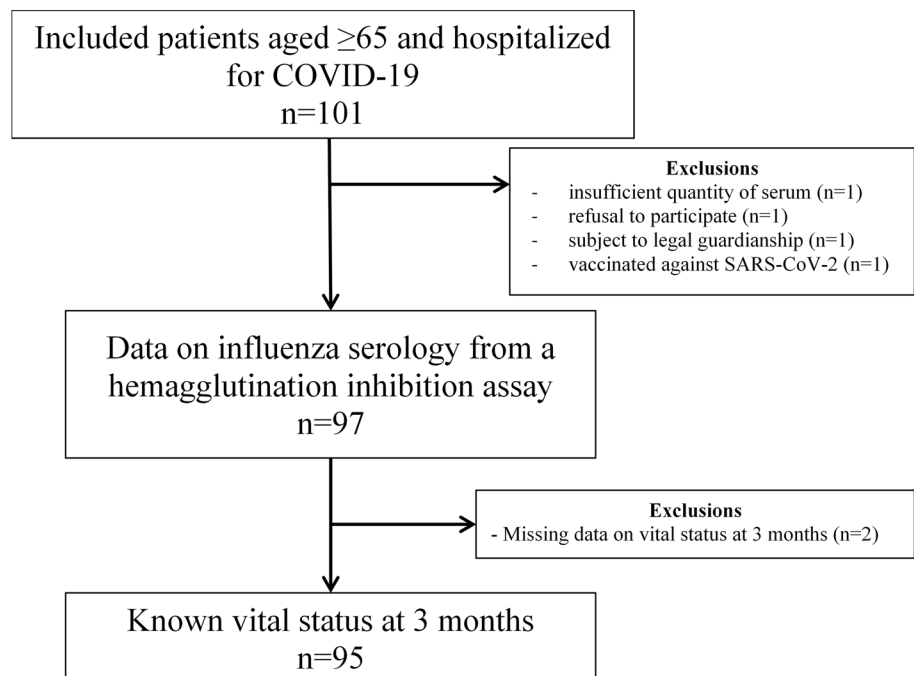 Included patients aged ≥65 and hospitalized
for COVID-19
n=101
Exclusions
- insufficient quantity of serum (n=1)
- refusal to participate (n=1)
- subject to legal guardianship (n=1)
- vaccinated against SARS-CoV-2 (n=1)
Data on influenza serology from a
hemagglutination inhibition assay
n=97
Exclusions
- Missing data on vital status at 3 months (n=2)
Known vital status at 3 months
n=95